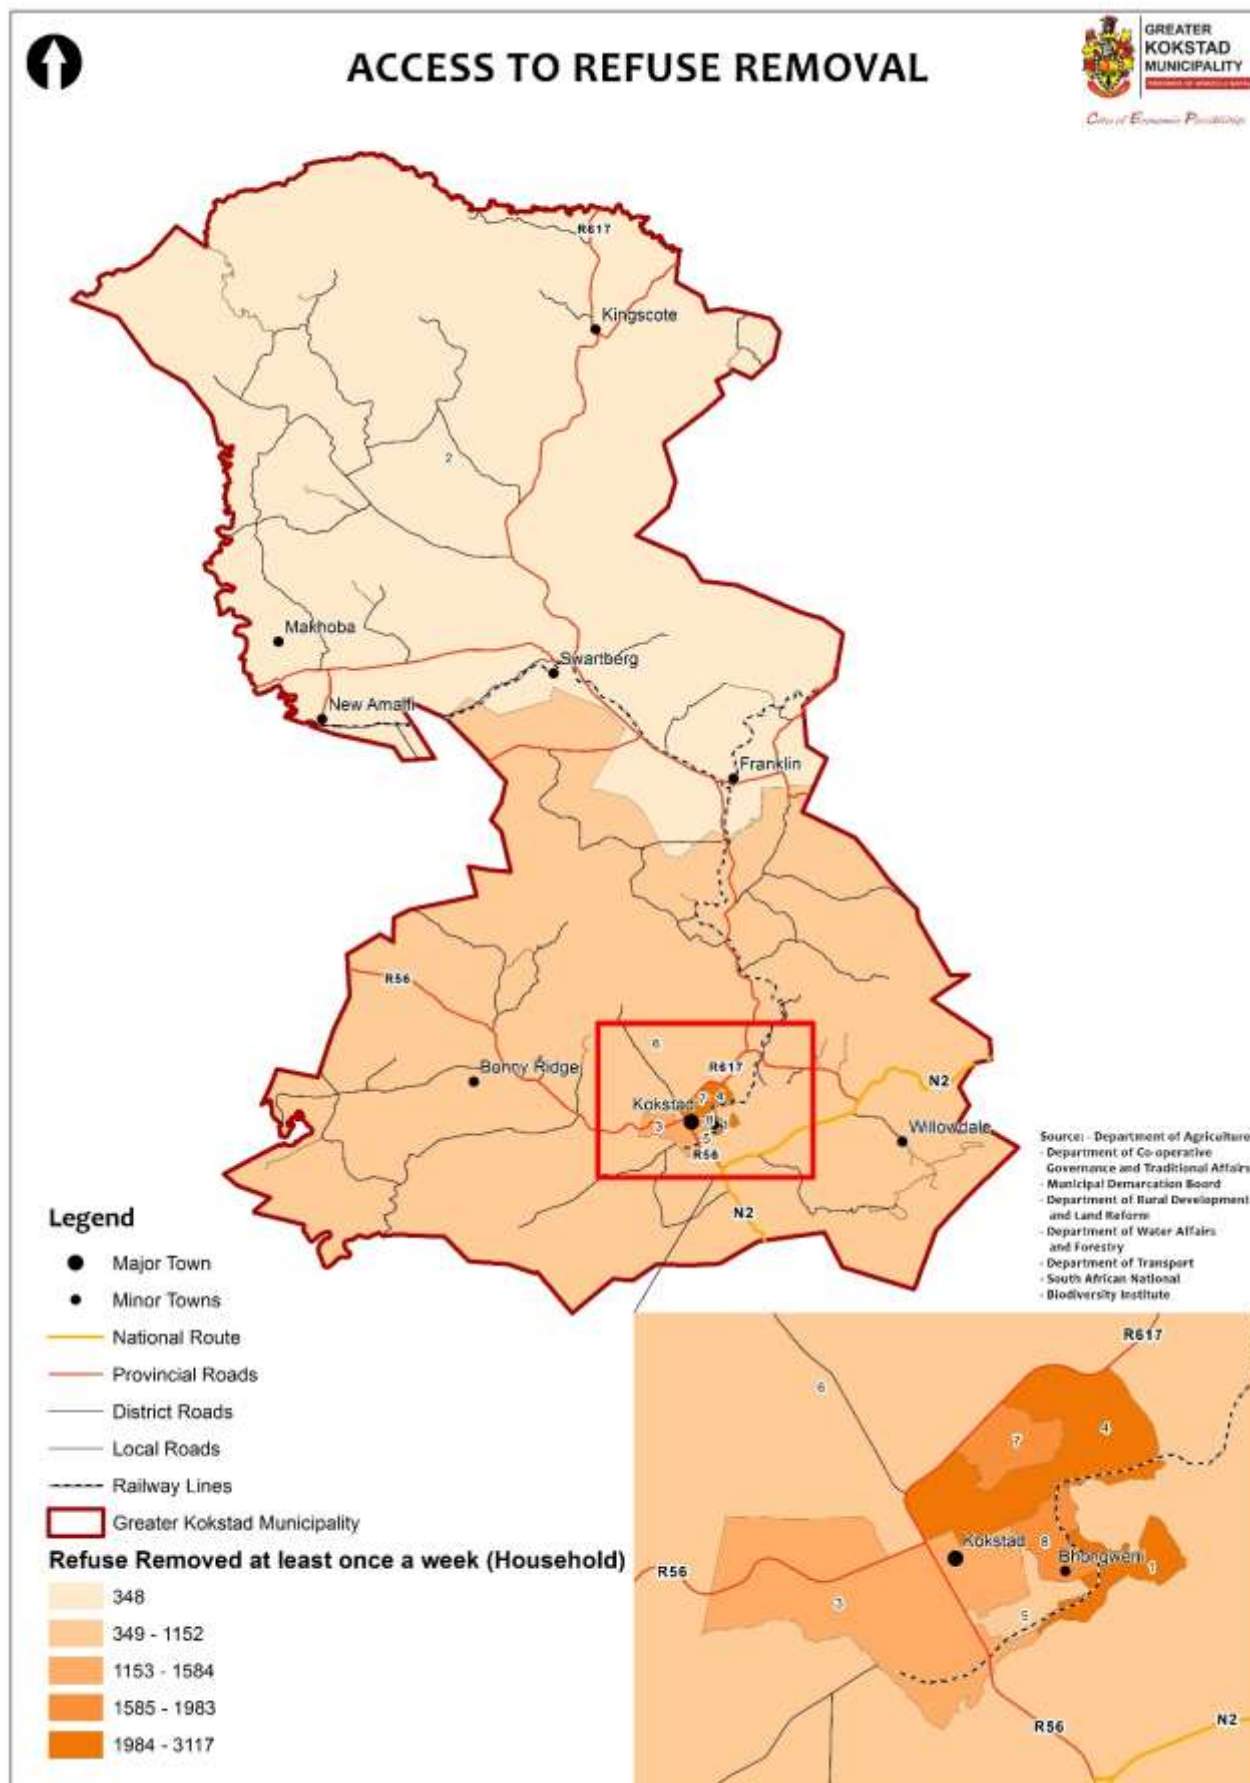 ACCESS TO REFUSE REMOVAL
GREATER
KOKSTAD
MUNICIPALITY
R617
Kingscote
2
Makhoba
Swartberg
New Amalfi
Franklin
R56
6
Bonny Ridge
R617
N2
Kokstad
7
4
8
3
5
R56
Willowdale
N2
Source: - Department of Agriculture
- Department of Co-operative
Governance and Traditional Affairs
- Municipal Demarcation Board
- Department of Rural Development
and Land Reform
- Department of Water Affairs
and Forestry
- Department of Transport
- South African National
- Biodiversity Institute
Legend
Major Town
Minor Towns
National Route
Provincial Roads
District Roads
Local Roads
Railway Lines
Greater Kokstad Municipality
Refuse Removed at least once a week (Household)
348
349 - 1152
1153 - 1584
1585 - 1983
1984 - 3117
R617
6
7
4
Kokstad
8
Bhongweni
1
R56
3
5
R56
N2